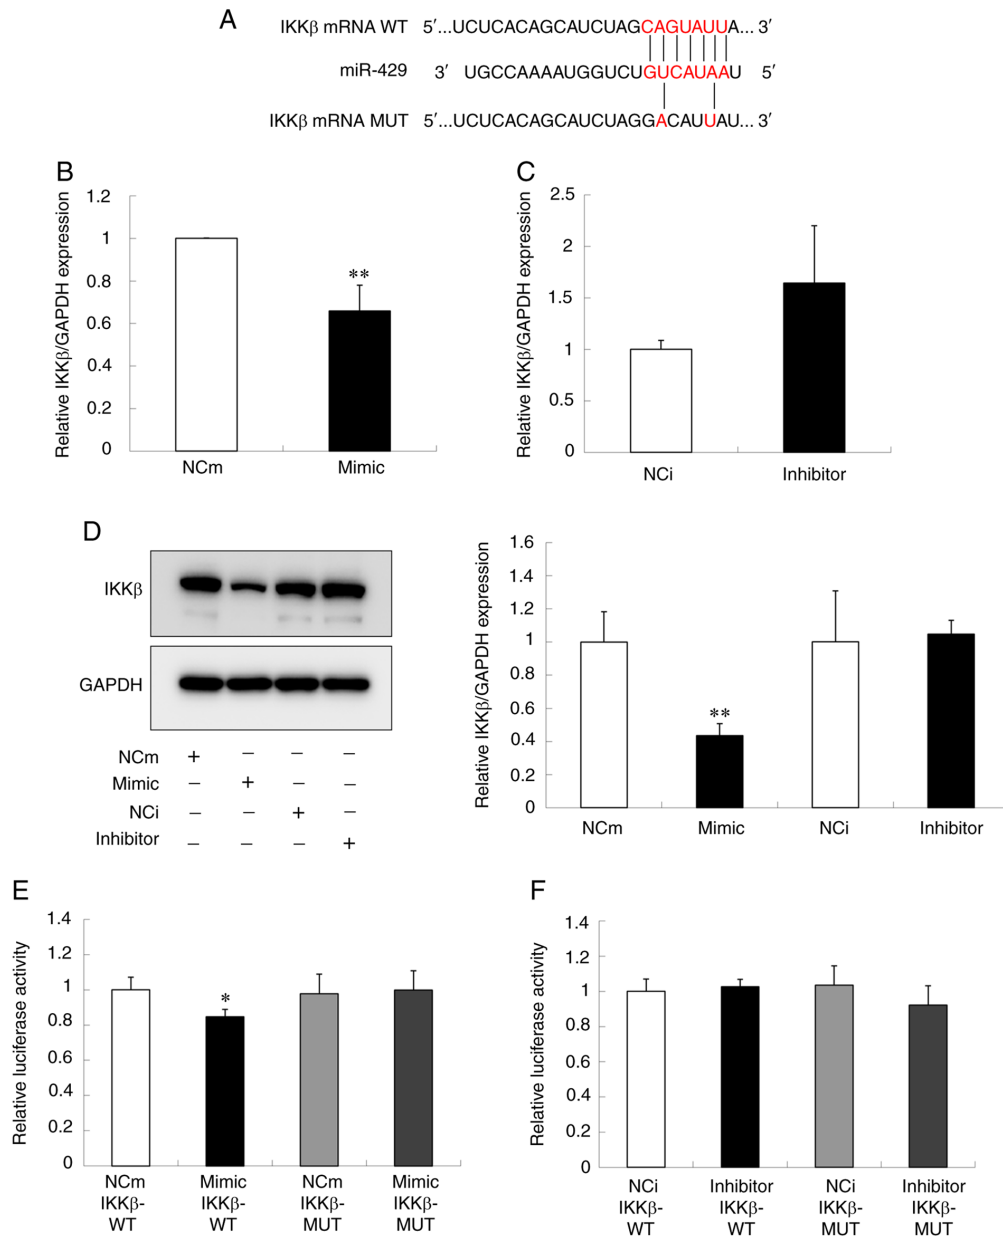 A
IKKβ mRNA WT 5′...UCUCACAGCAUCUAGCAGUAUUA... 3′
miR-429 3′ UGCCAAAAUGGUCUGUCAUAAU 5′
IKKβ mRNA MUT 5′...UCUCACAGCAUCUAGGACAUUAU... 3′
B
Relative IKKβ/GAPDH expression
1.2
1
0.8
0.6
0.4
0.2
0
**
NCm Mimic
C
Relative IKKβ/GAPDH expression
2.5
2
1.5
1
0.5
0
NCi Inhibitor
D
IKKβ
GAPDH
NCm + – – –
Mimic – + – –
NCi – – + –
Inhibitor – – – +
Relative IKKβ/GAPDH expression
1.6
1.4
1.2
1
0.8
0.6
0.4
0.2
0
**
NCm Mimic NCi Inhibitor
E
Relative luciferase activity
1.4
1.2
1
0.8
0.6
0.4
0.2
0
*
NCm Mimic NCm Mimic
IKKβ- IKKβ- IKKβ- IKKβ-
WT WT MUT MUT
F
Relative luciferase activity
1.4
1.2
1
0.8
0.6
0.4
0.2
0
NCi Inhibitor NCi Inhibitor
IKKβ- IKKβ- IKKβ- IKKβ-
WT WT MUT MUT